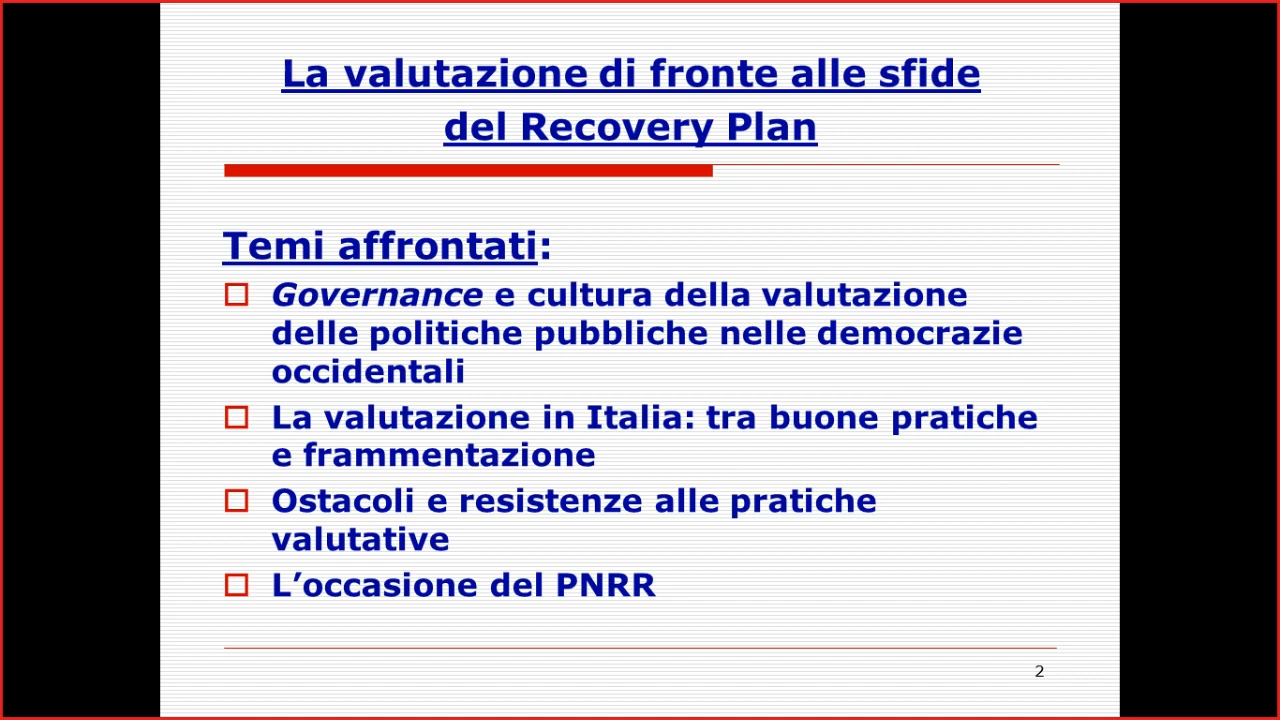 La valutazione di fronte alle sfide
del Recovery Plan
Temi affrontati:
Governance e cultura della valutazione
delle politiche pubbliche nelle democrazie
occidentali
La valutazione in Italia: tra buone pratiche
e frammentazione
Ostacoli e resistenze alle pratiche
valutative
L’occasione del PNRR
2